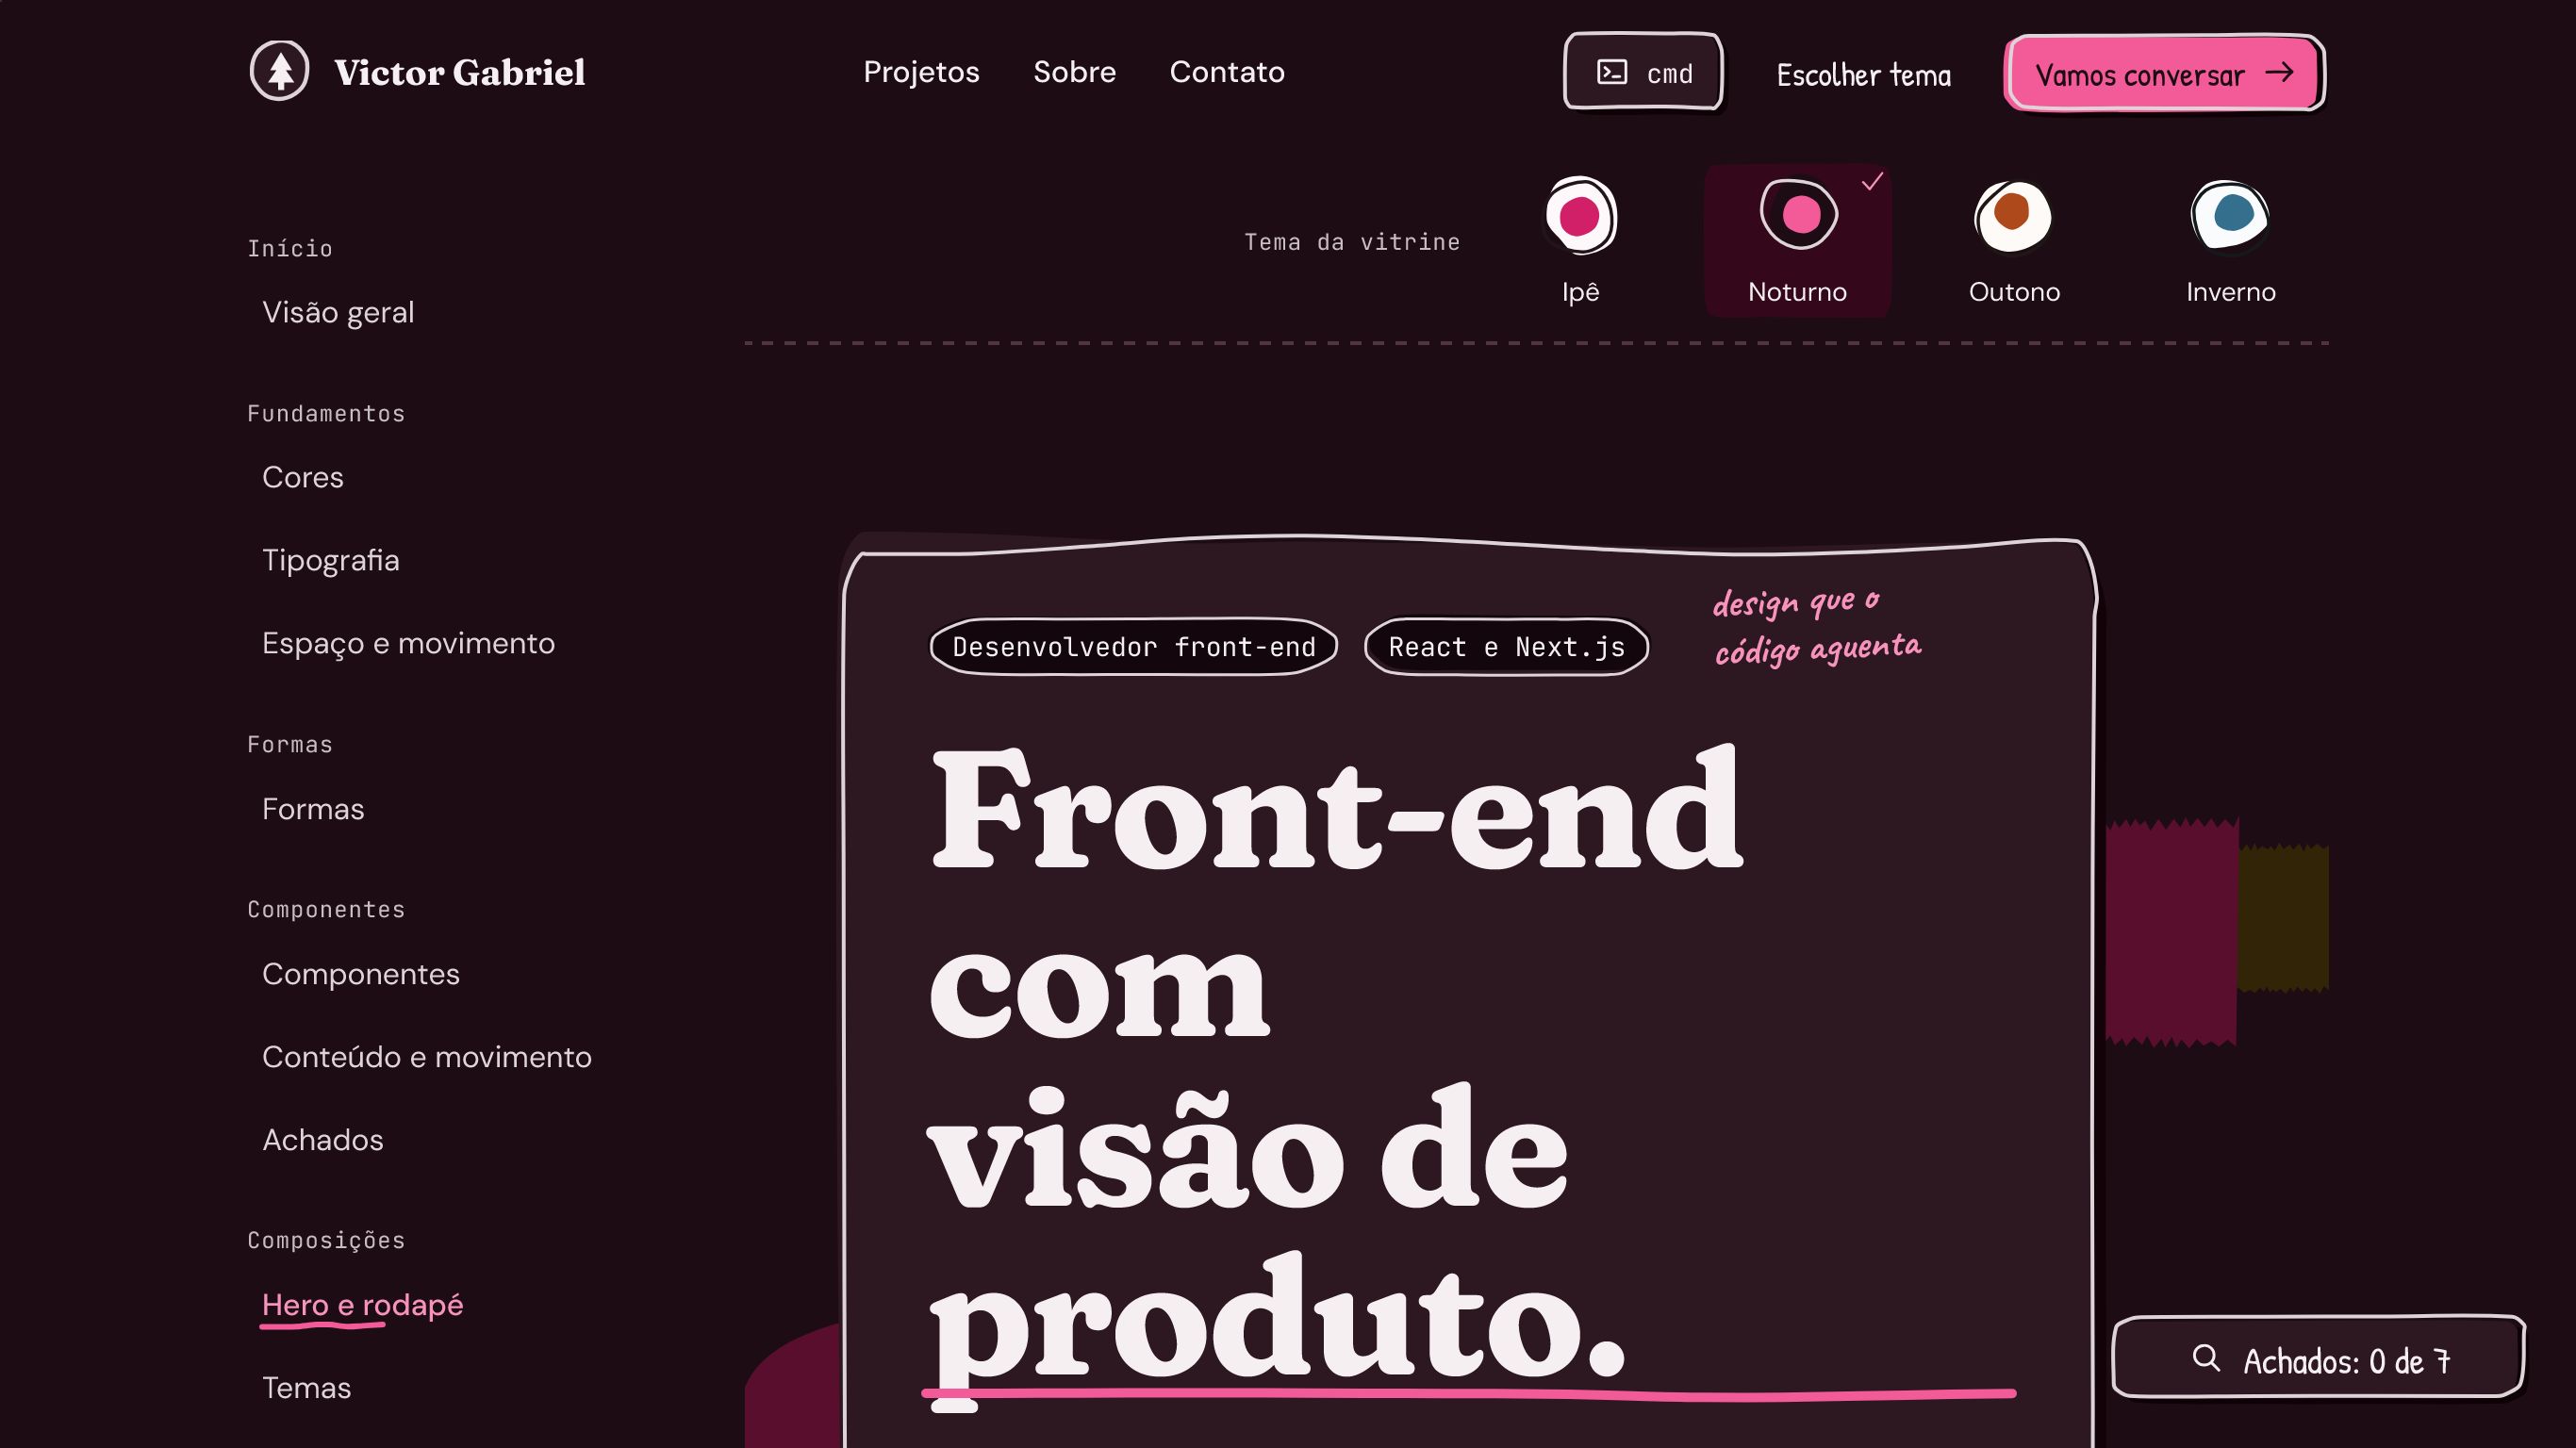 Victor Gabriel
Projetos
Sobre
Contato
cmd
Escolher tema
Vamos conversar
Tema da vitrine
Ipê
Noturno
Outono
Inverno
Início
Visão geral
Fundamentos
Cores
Tipografia
Espaço e movimento
Formas
Formas
Componentes
Componentes
Conteúdo e movimento
Achados
Composições
Hero e rodapé
Temas
Desenvolvedor front-end
React e Next.js
design que o
código aguenta
Front-end
com
visão de
produto.
Achados: 0 de 7